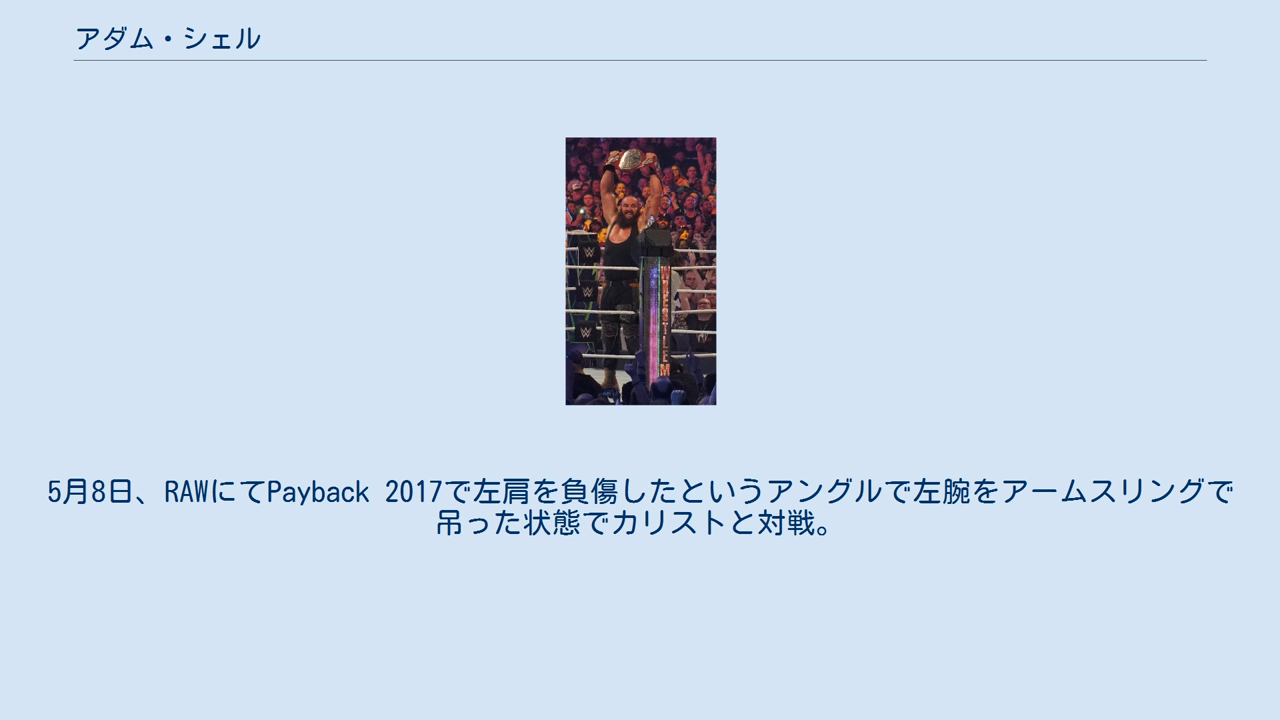 アダム・シェル
W
W
W
5月8日、RAWにてPayback 2017で左肩を負傷したというアングルで左腕をアームスリングで
吊った状態でカリストと対戦。